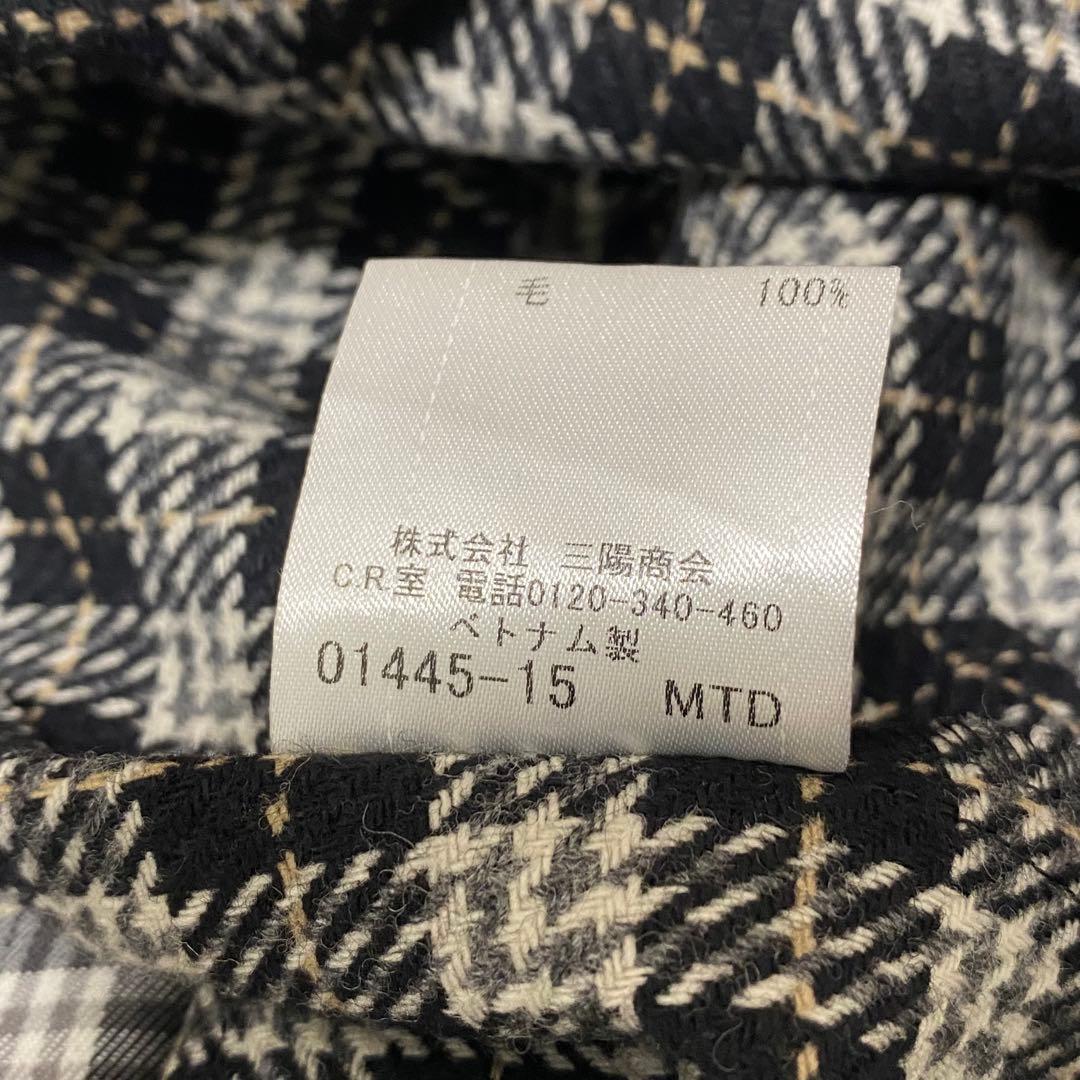 毛 100%
株式会社 三陽商会
C.R.室 電話0120-340-460
ベトナム製
01445-15 MTD